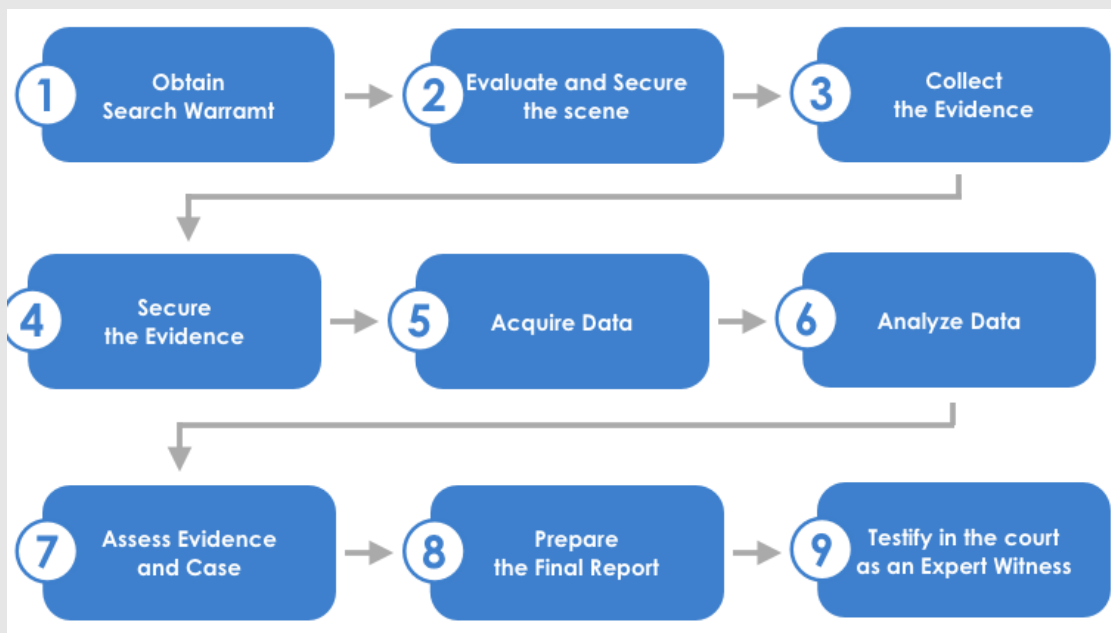 1
Obtain
Search Warramt
2
Evaluate and Secure
the scene
3
Collect
the Evidence
4
Secure
the Evidence
5
Acquire Data
6
Analyze Data
7
Assess Evidence
and Case
8
Prepare
the Final Report
9
Testify in the court
as an Expert Witness